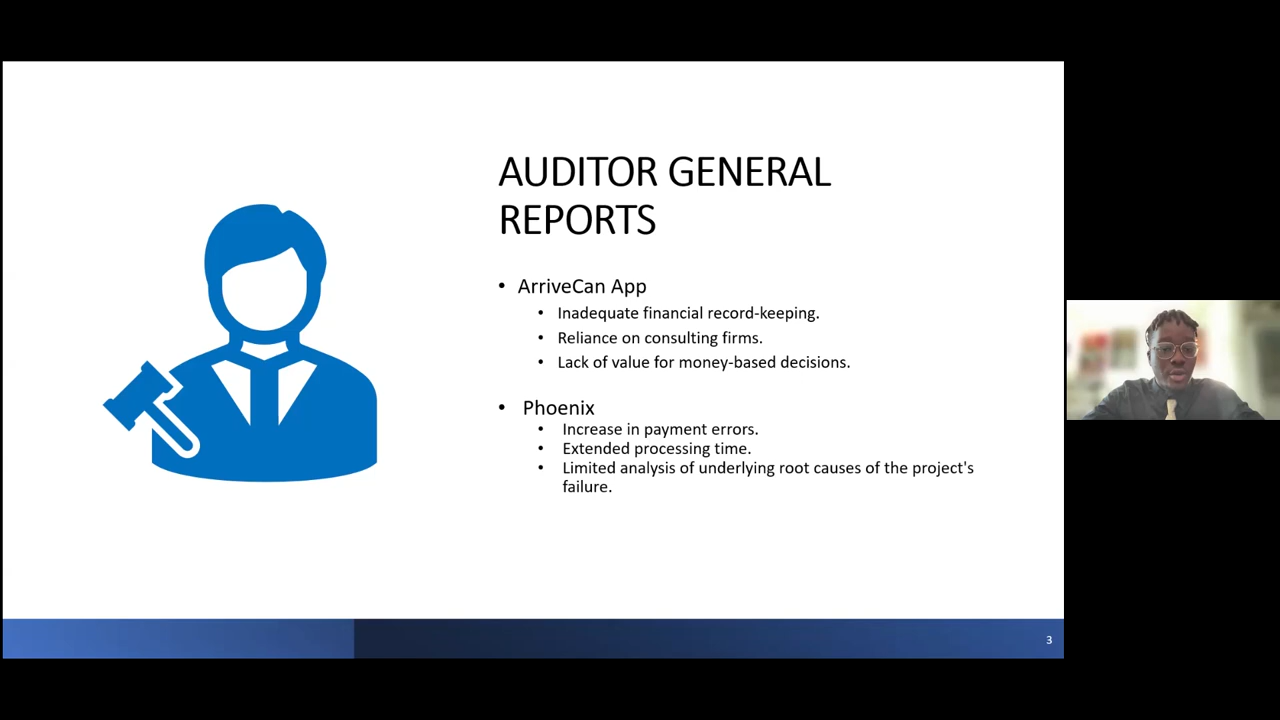 AUDITOR GENERAL
REPORTS
• ArriveCan App
• Inadequate financial record-keeping.
• Reliance on consulting firms.
• Lack of value for money-based decisions.
• Phoenix
• Increase in payment errors.
• Extended processing time.
• Limited analysis of underlying root causes of the project's
failure.
3